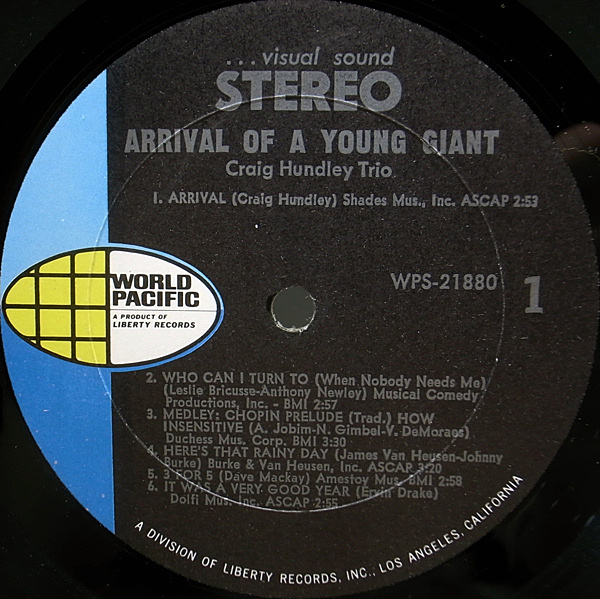 ...visual sound
STEREO
ARRIVAL OF A YOUNG GIANT
Craig Hundley Trio
1. ARRIVAL (Craig Hundley) Shades Mus., Inc. ASCAP 2:53
WORLD
PACIFIC
A PRODUCT OF
LIBERTY RECORDS
WPS-21880
1
2. WHO CAN I TURN TO (When Nobody Needs Me)
(Leslie Bricusse-Anthony Newley) Musical Comedy
Productions, Inc. - BMI 2:57
3. MEDLEY: CHOPIN PRELUDE (Trad.) HOW
INSENSITIVE (A. Jobim-N. Gimbel-V. DeMoraes)
Duchess Mus. Corp. BMI 3:30
4. HERE'S THAT RAINY DAY (James Van Heusen-Johnny
Burke) Burke & Van Heusen, Inc. ASCAP 3:20
5. 3 FOR 5 (Dave Mackay) Amestoy Mus. BMI 2:58
6. IT WAS A VERY GOOD YEAR (Ervin Drake)
Dolfi Mus. Inc. ASCAP 2:55
A DIVISION OF LIBERTY RECORDS, INC., LOS ANGELES, CALIFORNIA